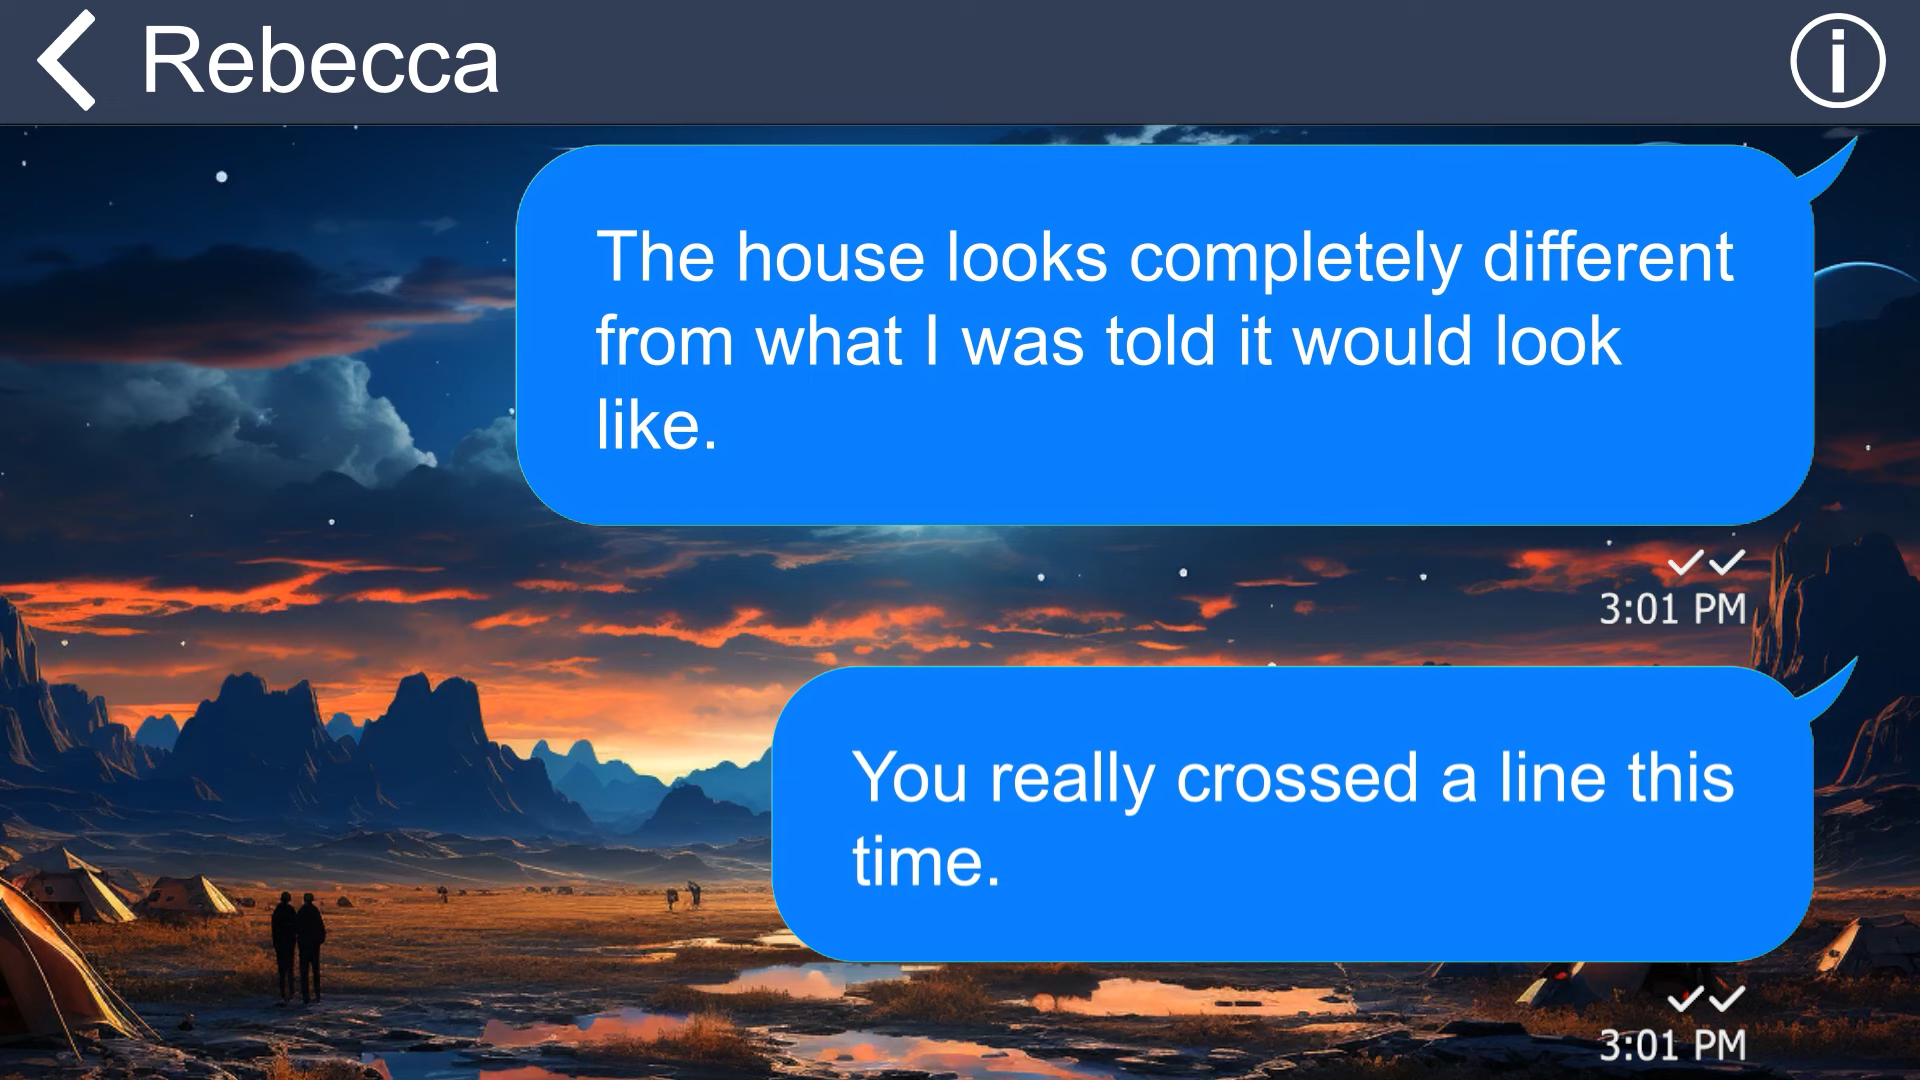 Rebecca
The house looks completely different
from what I was told it would look
like.
3:01 PM
You really crossed a line this
time.
3:01 PM